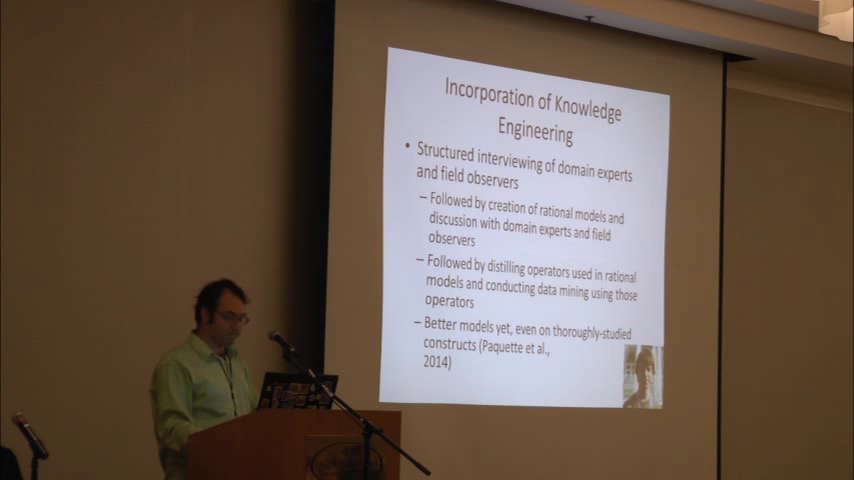 Incorporation of Knowledge
Engineering
• Structured interviewing of domain experts
and field observers
– Followed by creation of rational models and
discussion with domain experts and field
observers
– Followed by distilling operators used in rational
models and conducting data mining using those
operators
– Better models yet, even on thoroughly-studied
constructs (Paquette et al.,
2014)